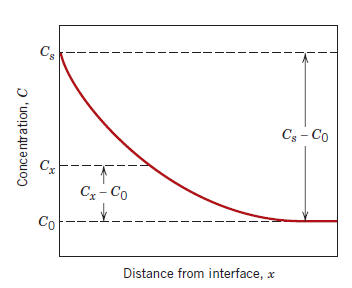 Cs
Cs – C0
Cx
Cx – C0
C0
Concentration, C
Distance from interface, x